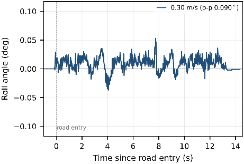 0.30 m/s (p-p 0.090°)
Rall angle (deg)
0.10
0.05
0.00
−0.05
−0.10
road entry
0 2 4 6 8 10 12 14
Time since road entry (s)